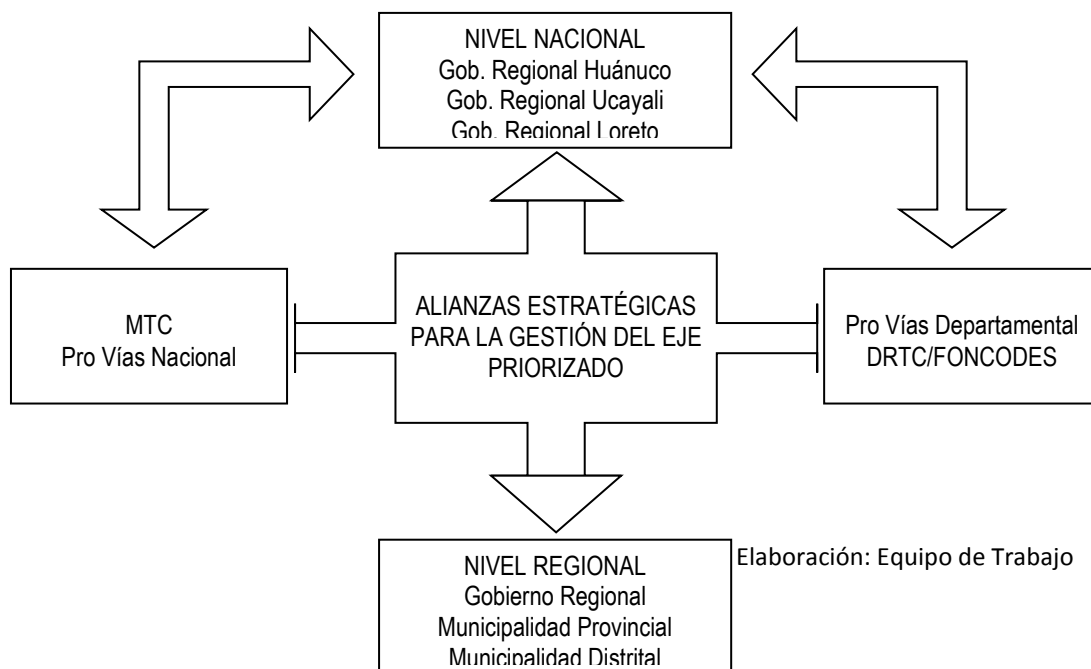 NIVEL NACIONAL
Gob. Regional Huánuco
Gob. Regional Ucayali
Gob. Regional Loreto
MTC
Pro Vías Nacional
ALIANZAS ESTRATÉGICAS
PARA LA GESTIÓN DEL EJE
PRIORIZADO
Pro Vías Departamental
DRTC/FONCODES
NIVEL REGIONAL
Gobierno Regional
Municipalidad Provincial
Municipalidad Distrital
Elaboración: Equipo de Trabajo